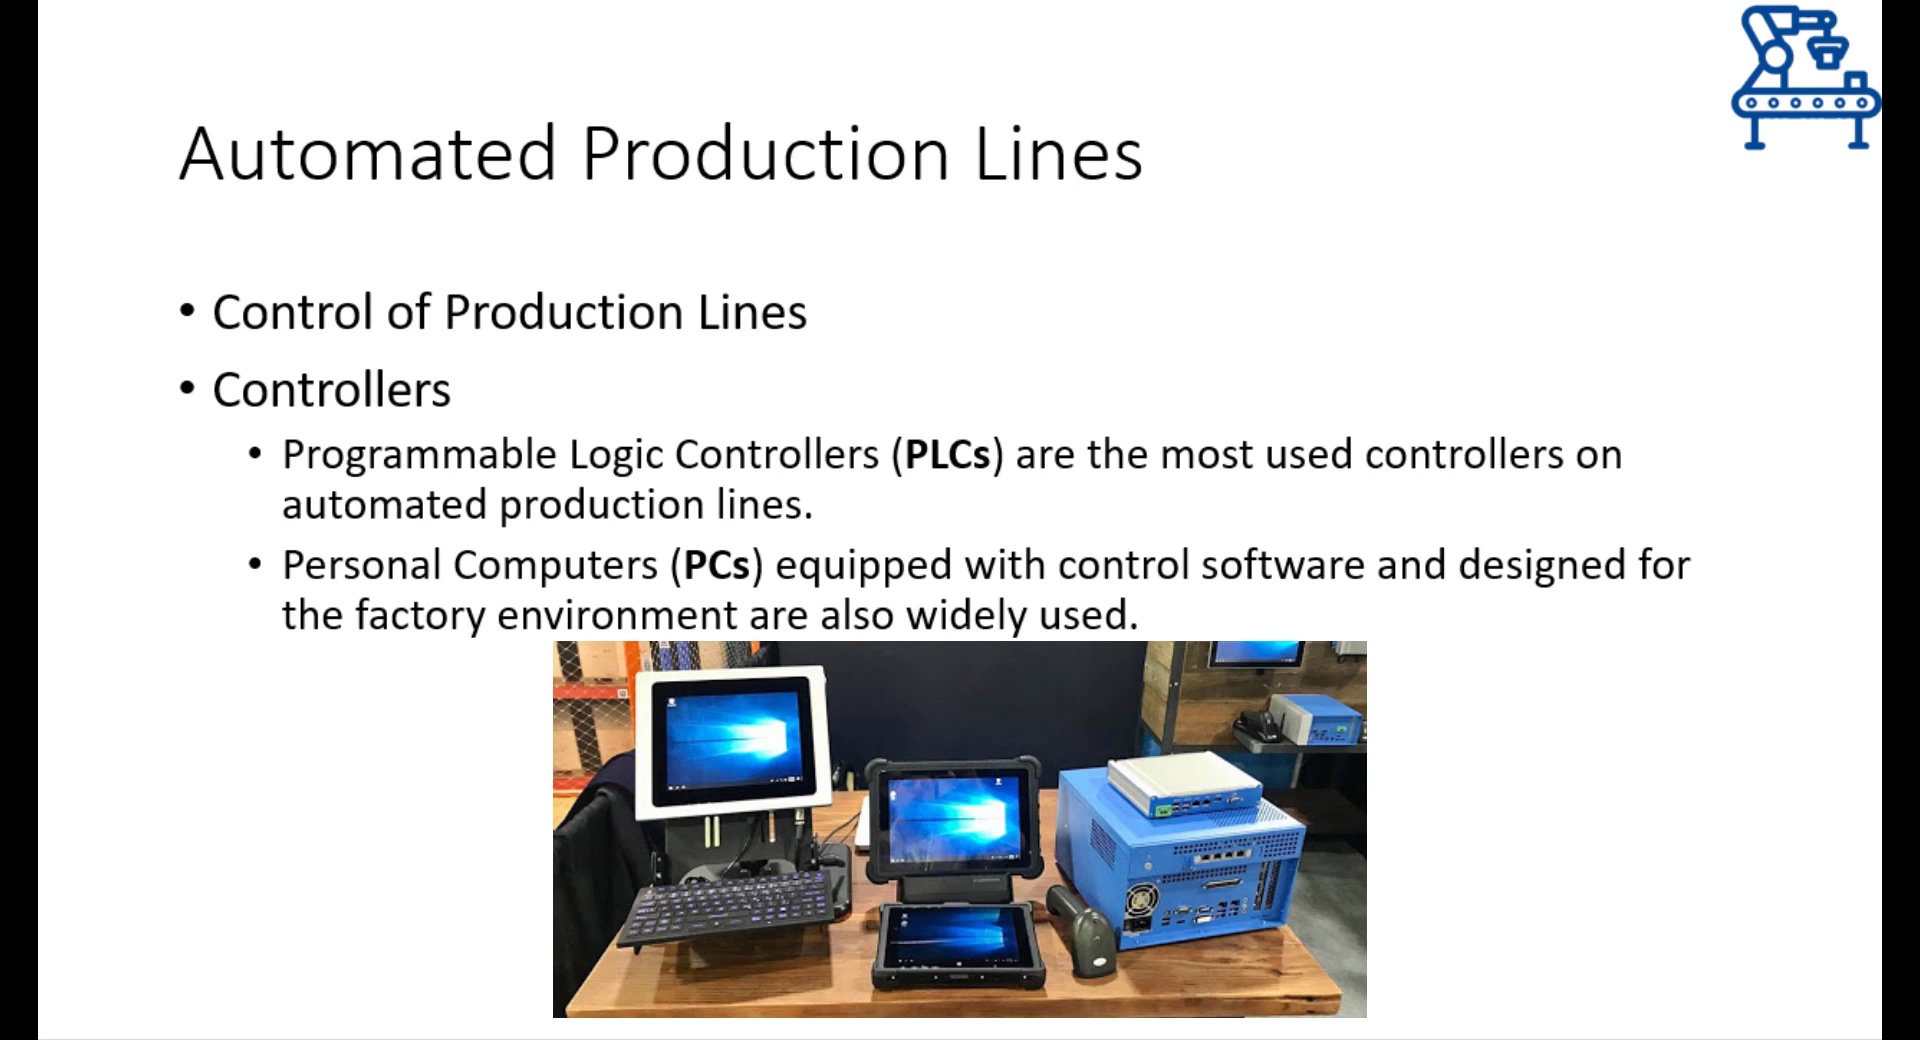 Automated Production Lines
• Control of Production Lines
• Controllers
• Programmable Logic Controllers (PLCs) are the most used controllers on
automated production lines.
• Personal Computers (PCs) equipped with control software and designed for
the factory environment are also widely used.